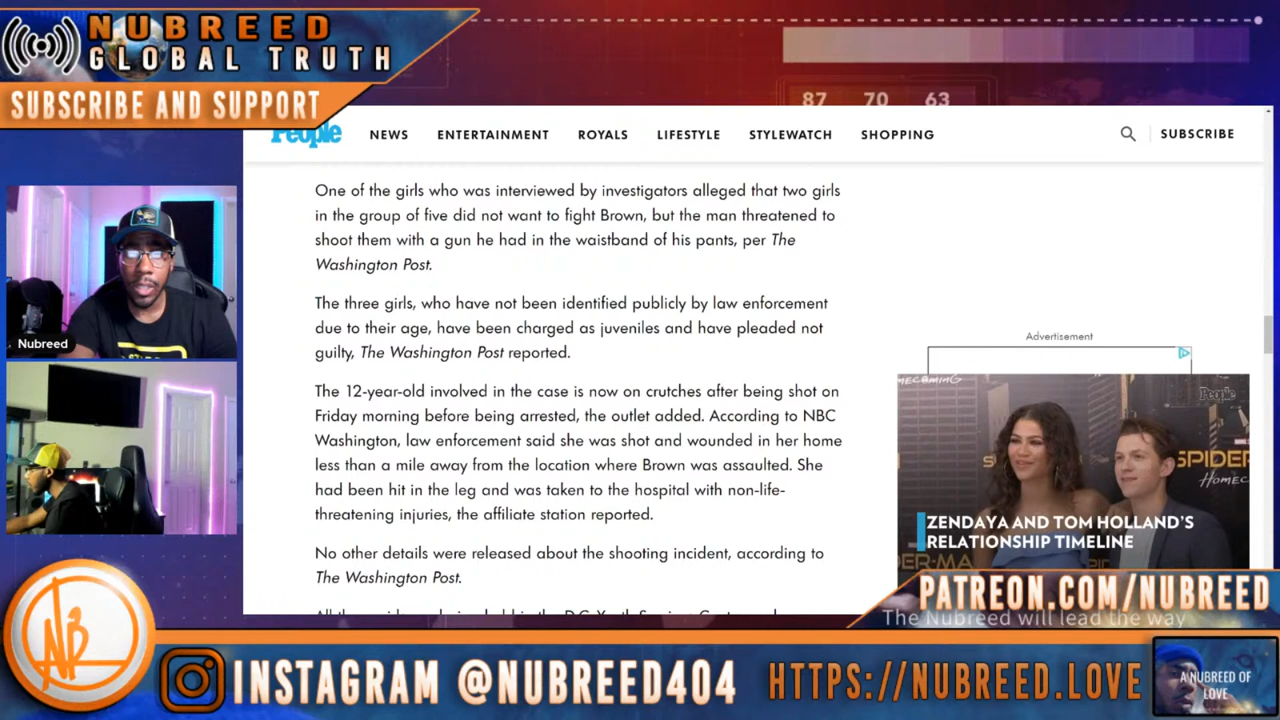 NUBREED
GLOBAL TRUTH
SUBSCRIBE AND SUPPORT
87 70 63
People NEWS ENTERTAINMENT ROYALS LIFESTYLE STYLEWATCH SHOPPING SUBSCRIBE
One of the girls who was interviewed by investigators alleged that two girls
in the group of five did not want to fight Brown, but the man threatened to
shoot them with a gun he had in the waistband of his pants, per The
Washington Post.
The three girls, who have not been identified publicly by law enforcement
due to their age, have been charged as juveniles and have pleaded not
guilty, The Washington Post reported.
The 12-year-old involved in the case is now on crutches after being shot on
Friday morning before being arrested, the outlet added. According to NBC
Washington, law enforcement said she was shot and wounded in her home
less than a mile away from the location where Brown was assaulted. She
had been hit in the leg and was taken to the hospital with non-life-
threatening injuries, the affiliate station reported.
No other details were released about the shooting incident, according to
The Washington Post.
Nubreed
Advertisement
People
SPIDER
HOMEC
ZENDAYA AND TOM HOLLAND'S
RELATIONSHIP TIMELINE
PATREON.COM/NUBREED
The Nubreed will lead the way
NB
INSTAGRAM @NUBREED404
HTTPS://NUBREED.LOVE
A NUBREED OF
LOVE